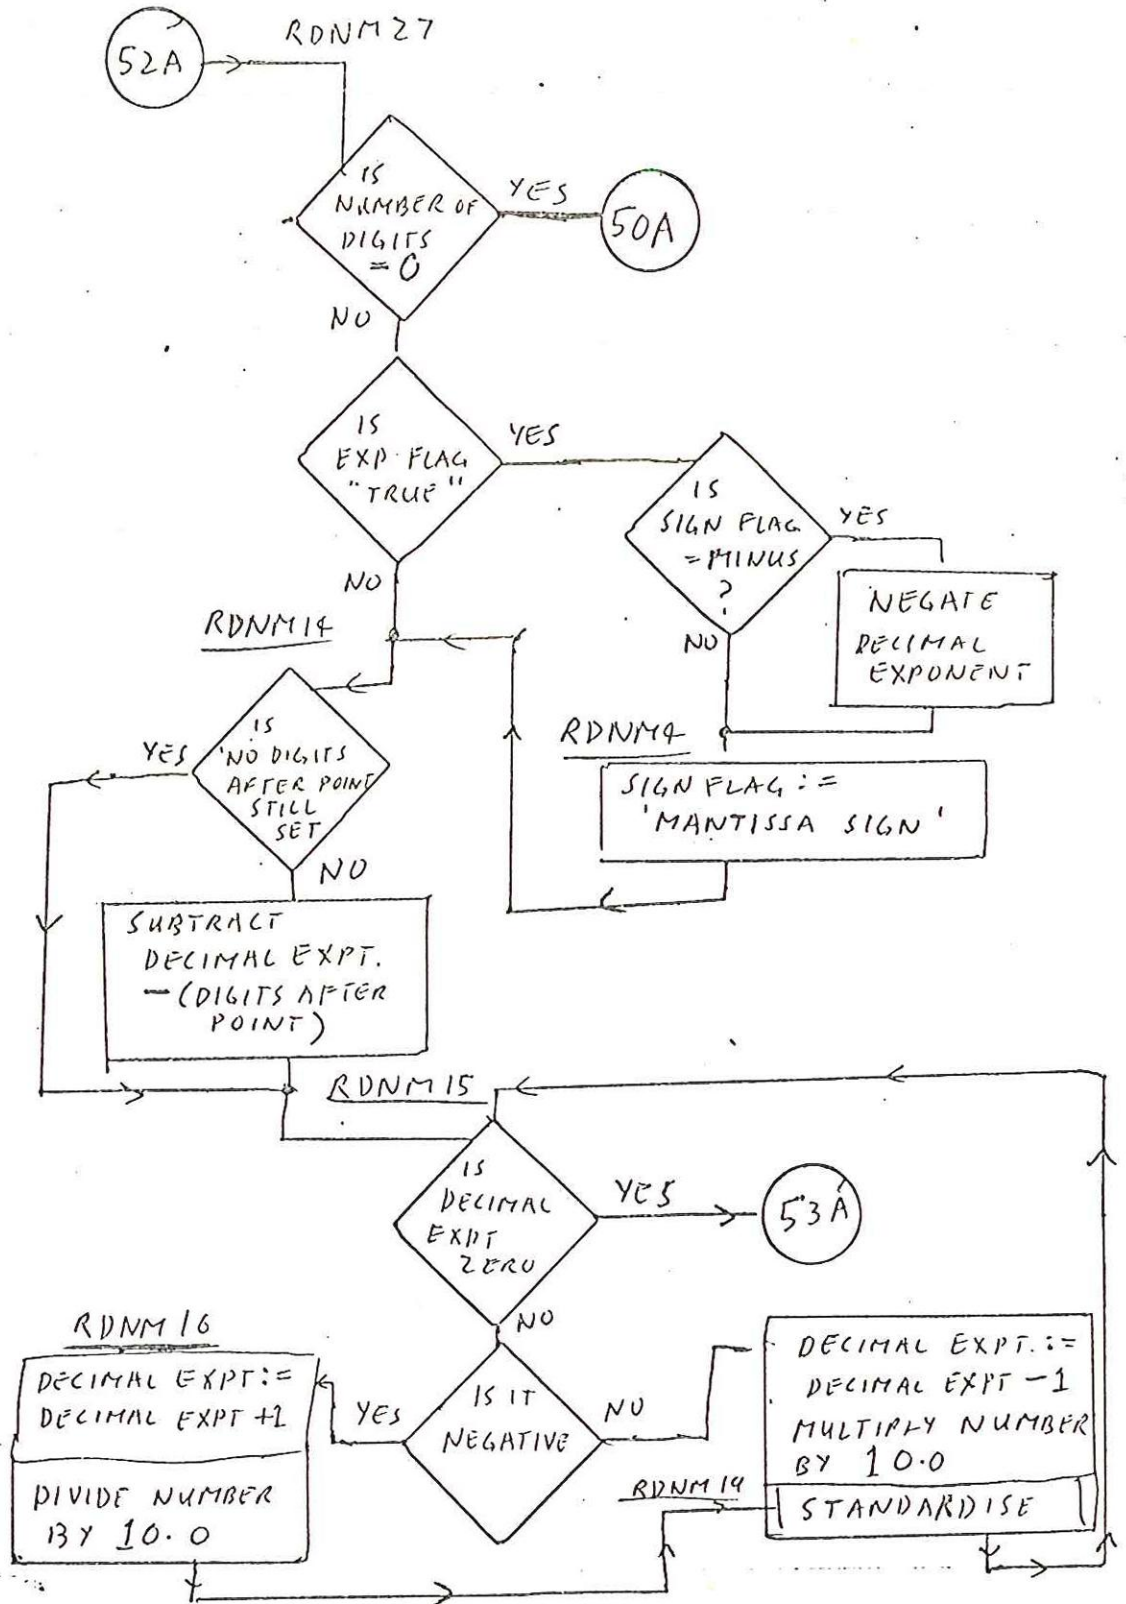 RDNM27
52A
IS
NUMBER OF
DIGITS
= 0
YES
50A
NO
IS
EXP FLAG
"TRUE"
YES
IS
SIGN FLAG
= MINUS
?
YES
NEGATE
DECIMAL
EXPONENT
NO
NO
RDNM14
RDNM4
SIGN FLAG :=
'MANTISSA SIGN'
IS
'NO DIGITS
AFTER POINT
STILL
SET
YES
NO
SUBTRACT
DECIMAL EXPT.
-(DIGITS AFTER
POINT)
RDNM15
IS
DECIMAL
EXPT
ZERO
YES
53A
NO
RDNM16
DECIMAL EXPT:=
DECIMAL EXPT +1
DIVIDE NUMBER
BY 10.0
YES
IS IT
NEGATIVE
NO
DECIMAL EXPT.:=
DECIMAL EXPT -1
MULTIPLY NUMBER
BY 10.0
RDNM19
STANDARDISE